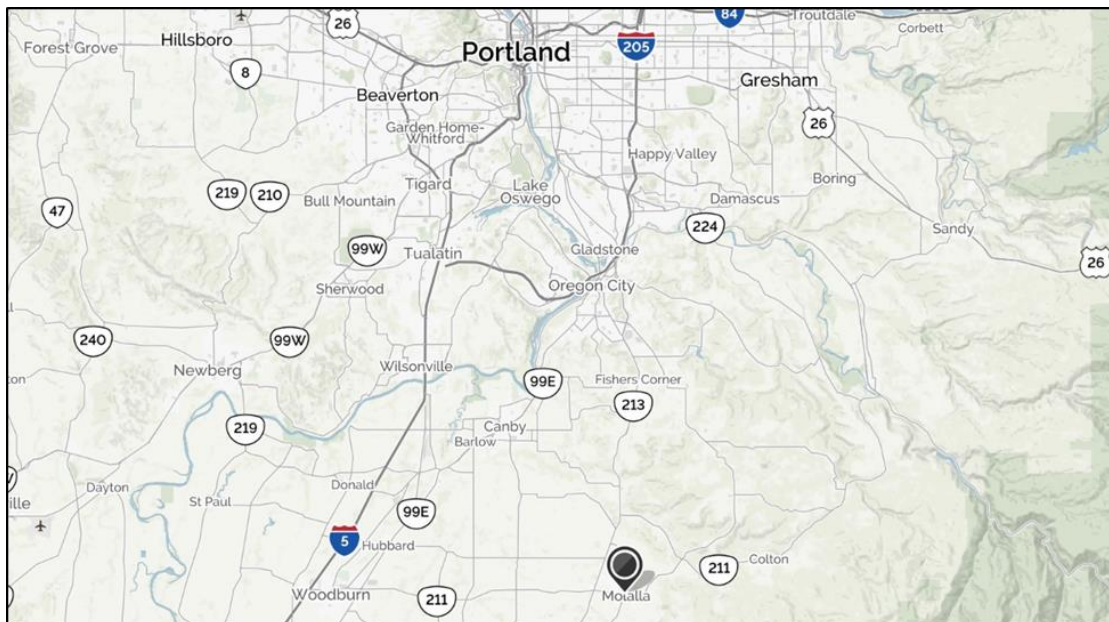 84
Troutdale
26
Corbett
Forest Grove
Hillsboro
Portland
205
8
Gresham
Beaverton
26
Garden Home-
Whitford
Happy Valley
Boring
Tigard
Lake
Oswego
219
210
Bull Mountain
Damascus
47
224
Sandy
99W
Tualatin
Gladstone
26
Sherwood
Oregon City
240
99W
Wilsonville
Newberg
99E
Fishers Corner
213
219
Canby
Barlow
Dayton
Donald
ville
St Paul
99E
5
Hubbard
Colton
211
Woodburn
211
Molalla